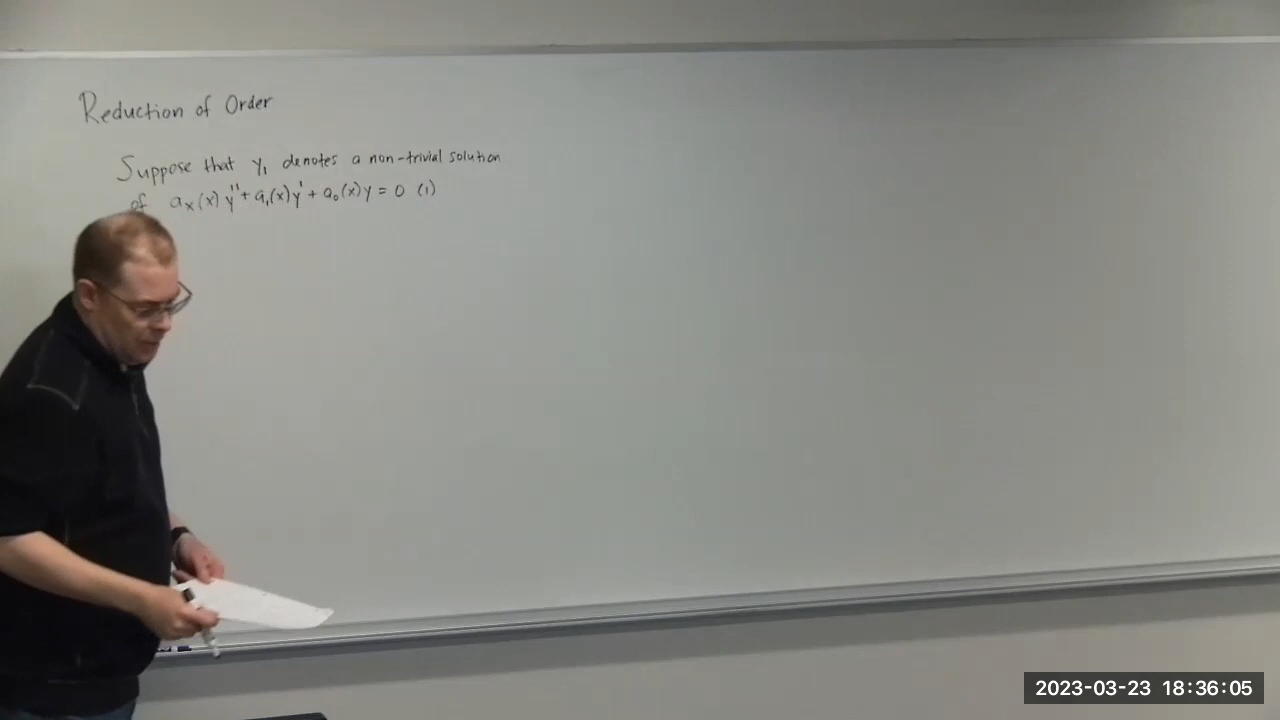 Reduction of Order
Suppose that y₁ denotes a non-trivial solution
of aₓ(x) y'' + a₁(x)y' + a₀(x)y = 0 (1)
2023-03-23 18:36:05